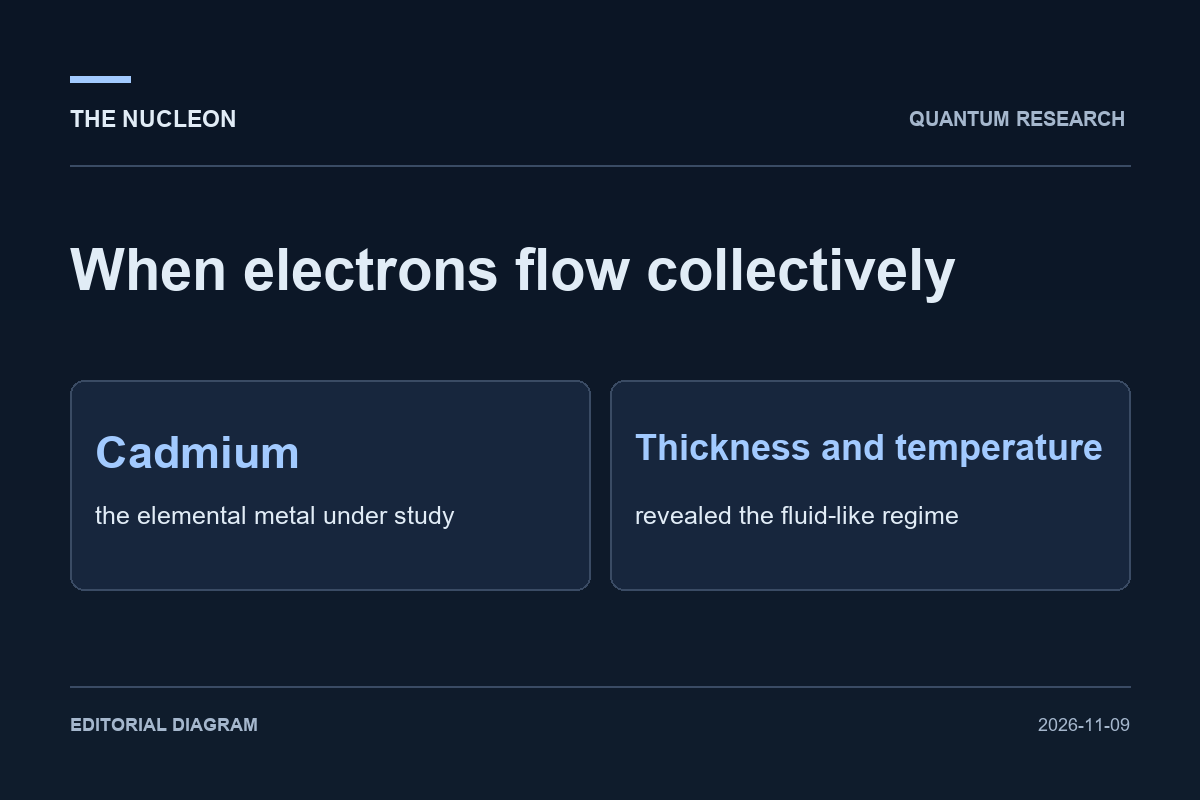 THE NUCLEON
QUANTUM RESEARCH
When electrons flow collectively
Cadmium
the elemental metal under study
Thickness and temperature
revealed the fluid-like regime
EDITORIAL DIAGRAM
2026-11-09